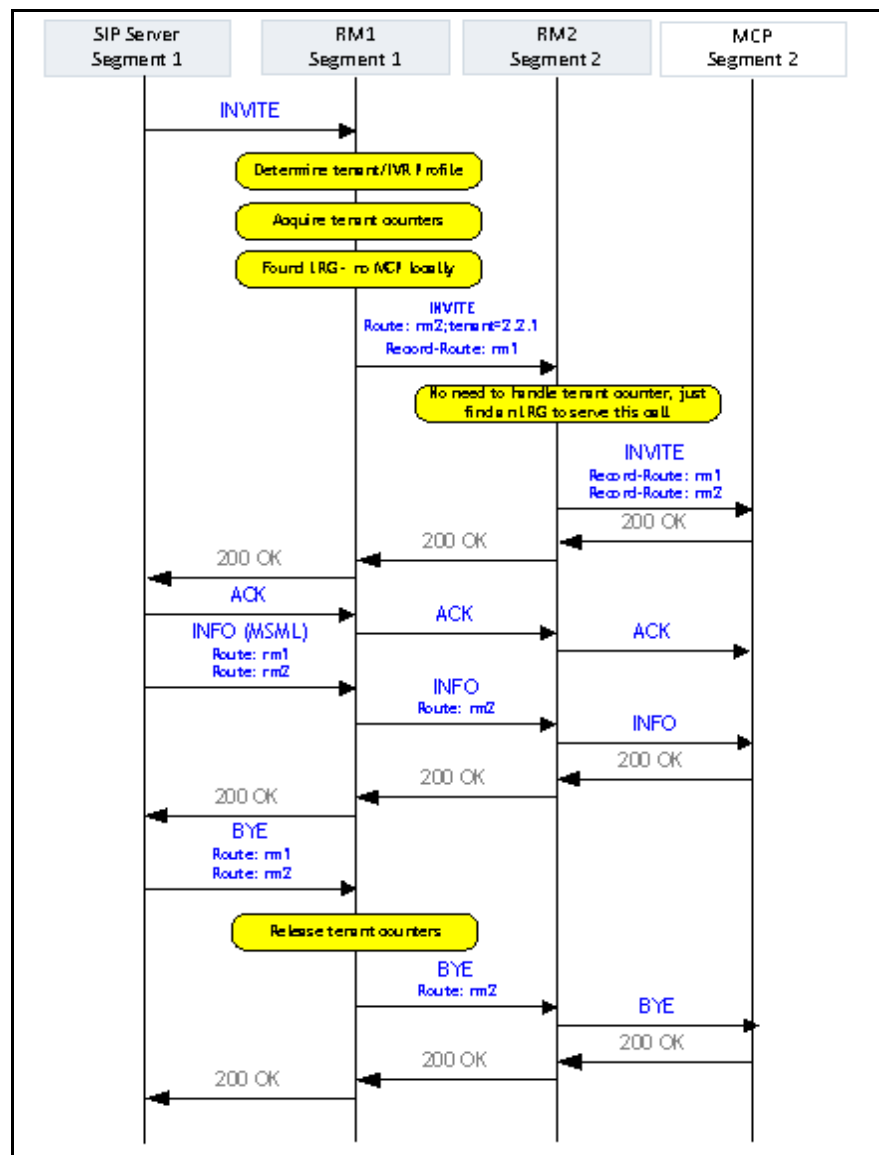 SIP Server
Segment 1
RM1
Segment 1
RM2
Segment 2
MCP
Segment 2
INVITE
Determine tenant/IVR Profile
Acquire tenant counters
Found LRG - no MCP locally
INVITE
Route: rm2;tenant=2.2.1
Record-Route: rm1
No need to handle tenant counter, just
find an LRG to serve this call
INVITE
Record-Route: rm1
Record-Route: rm2
200 OK
200 OK
200 OK
ACK
ACK
ACK
INFO (MSML)
Route: rm1
Route: rm2
INFO
Route: rm2
INFO
200 OK
200 OK
200 OK
BYE
Route: rm1
Route: rm2
Release tenant counters
BYE
Route: rm2
BYE
200 OK
200 OK
200 OK